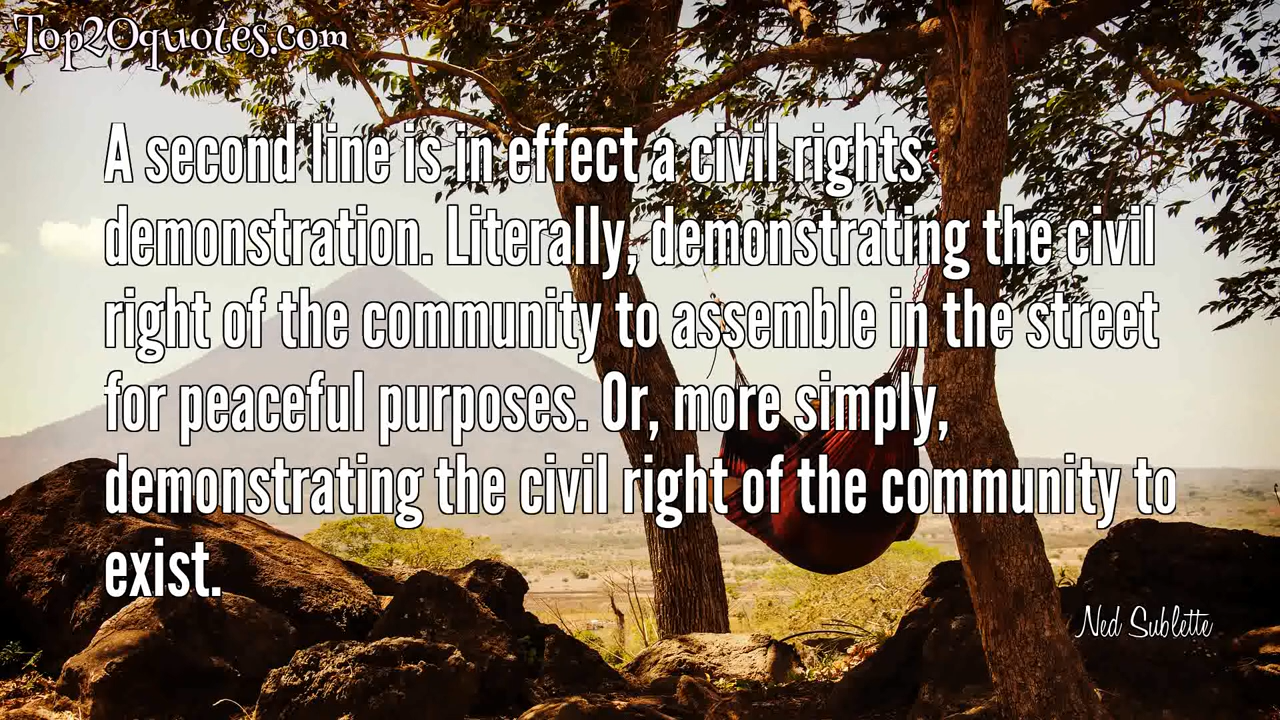 Top20quotes.com
A second line is in effect a civil rights
demonstration. Literally, demonstrating the civil
right of the community to assemble in the street
for peaceful purposes. Or, more simply,
demonstrating the civil right of the community to
exist.
Ned Sublette